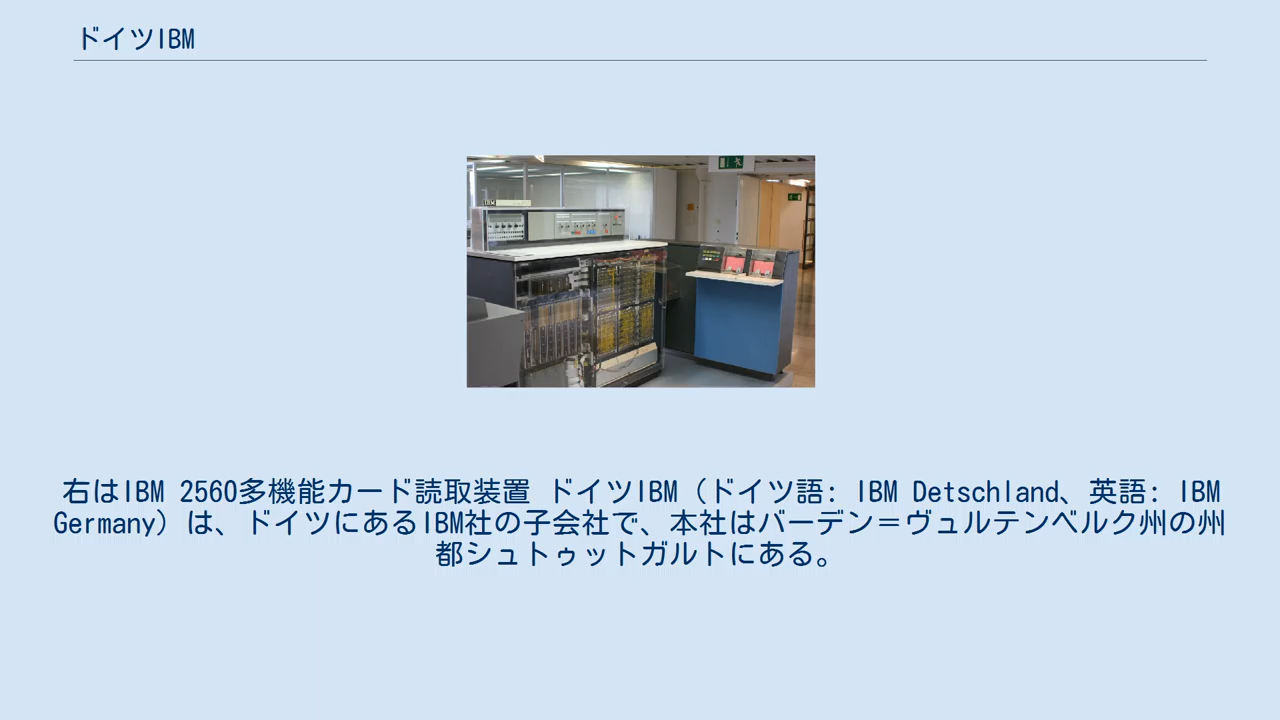 ドイツIBM
IBM
右はIBM 2560多機能カード読取装置 ドイツIBM（ドイツ語: IBM Detschland、英語: IBM
Germany）は、ドイツにあるIBM社の子会社で、本社はバーデン＝ヴュルテンベルク州の州
都シュトゥットガルトにある。